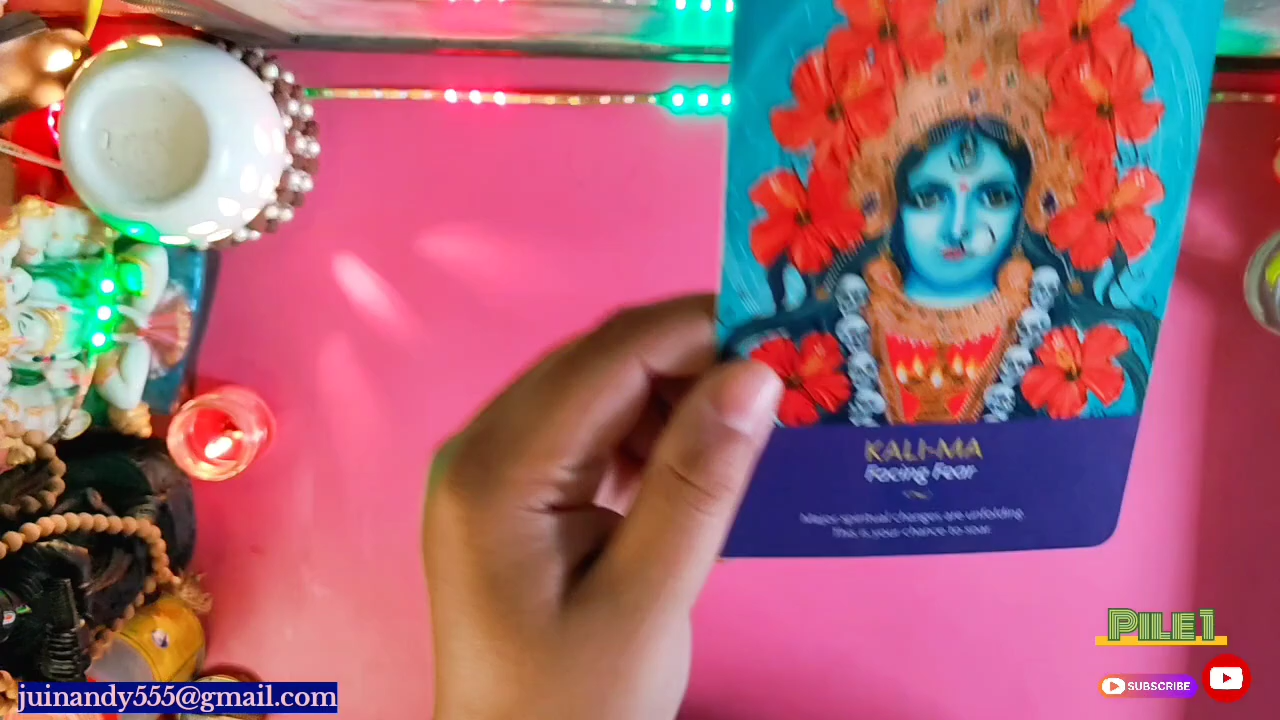 KALI-MA
Facing Fear
Major spiritual changes are unfolding.
This is your chance to soar.
PILE 1
SUBSCRIBE
juinandy555@gmail.com